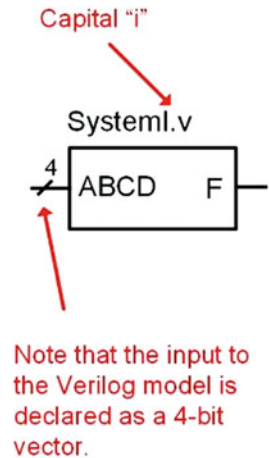 Capital “i”
SystemI.v
4
ABCD F
Note that the input to
the Verilog model is
declared as a 4-bit
vector.